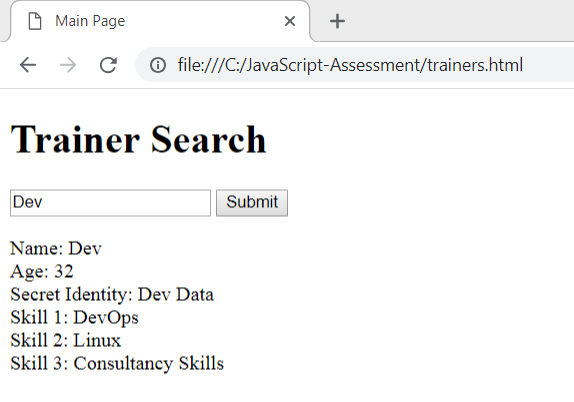 Main Page
file:///C:/JavaScript-Assessment/trainers.html
Trainer Search
Dev Submit
Name: Dev
Age: 32
Secret Identity: Dev Data
Skill 1: DevOps
Skill 2: Linux
Skill 3: Consultancy Skills